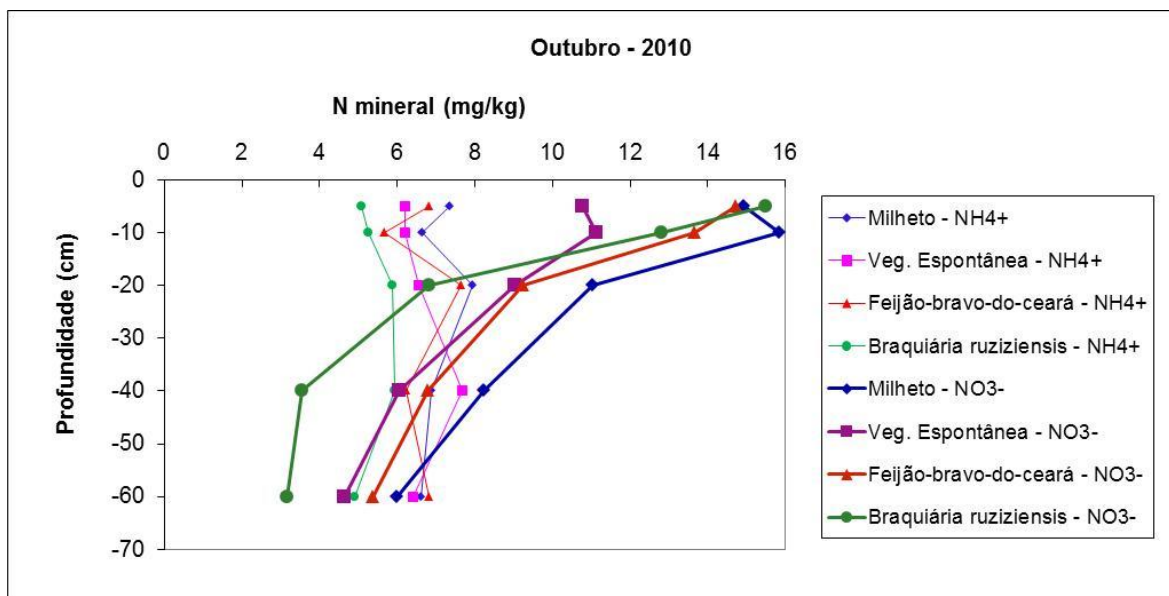 Outubro - 2010
N mineral (mg/kg)
0 2 4 6 8 10 12 14 16
0
-10
-20
-30
-40
-50
-60
-70
Profundidade (cm)
Milheto - NH4+
Veg. Espontânea - NH4+
Feijão-bravo-do-ceará - NH4+
Braquiária ruziziensis - NH4+
Milheto - NO3-
Veg. Espontânea - NO3-
Feijão-bravo-do-ceará - NO3-
Braquiária ruziziensis - NO3-